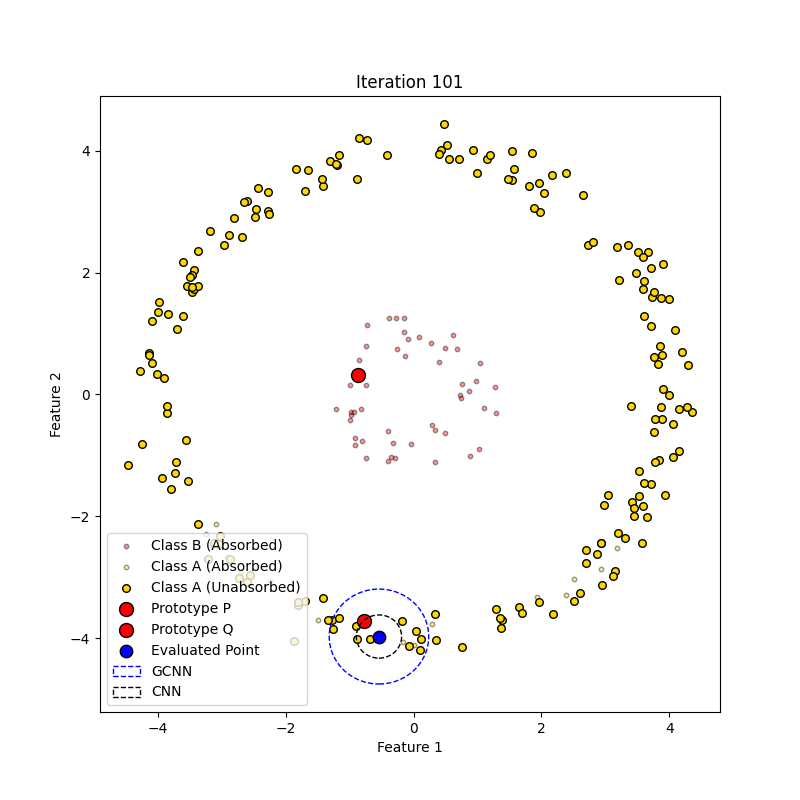 Iteration 101
4
2
0
−2
−4
Feature 2
Class B (Absorbed)
Class A (Absorbed)
Class A (Unabsorbed)
Prototype P
Prototype Q
Evaluated Point
GCNN
CNN
−4 −2 0 2 4
Feature 1